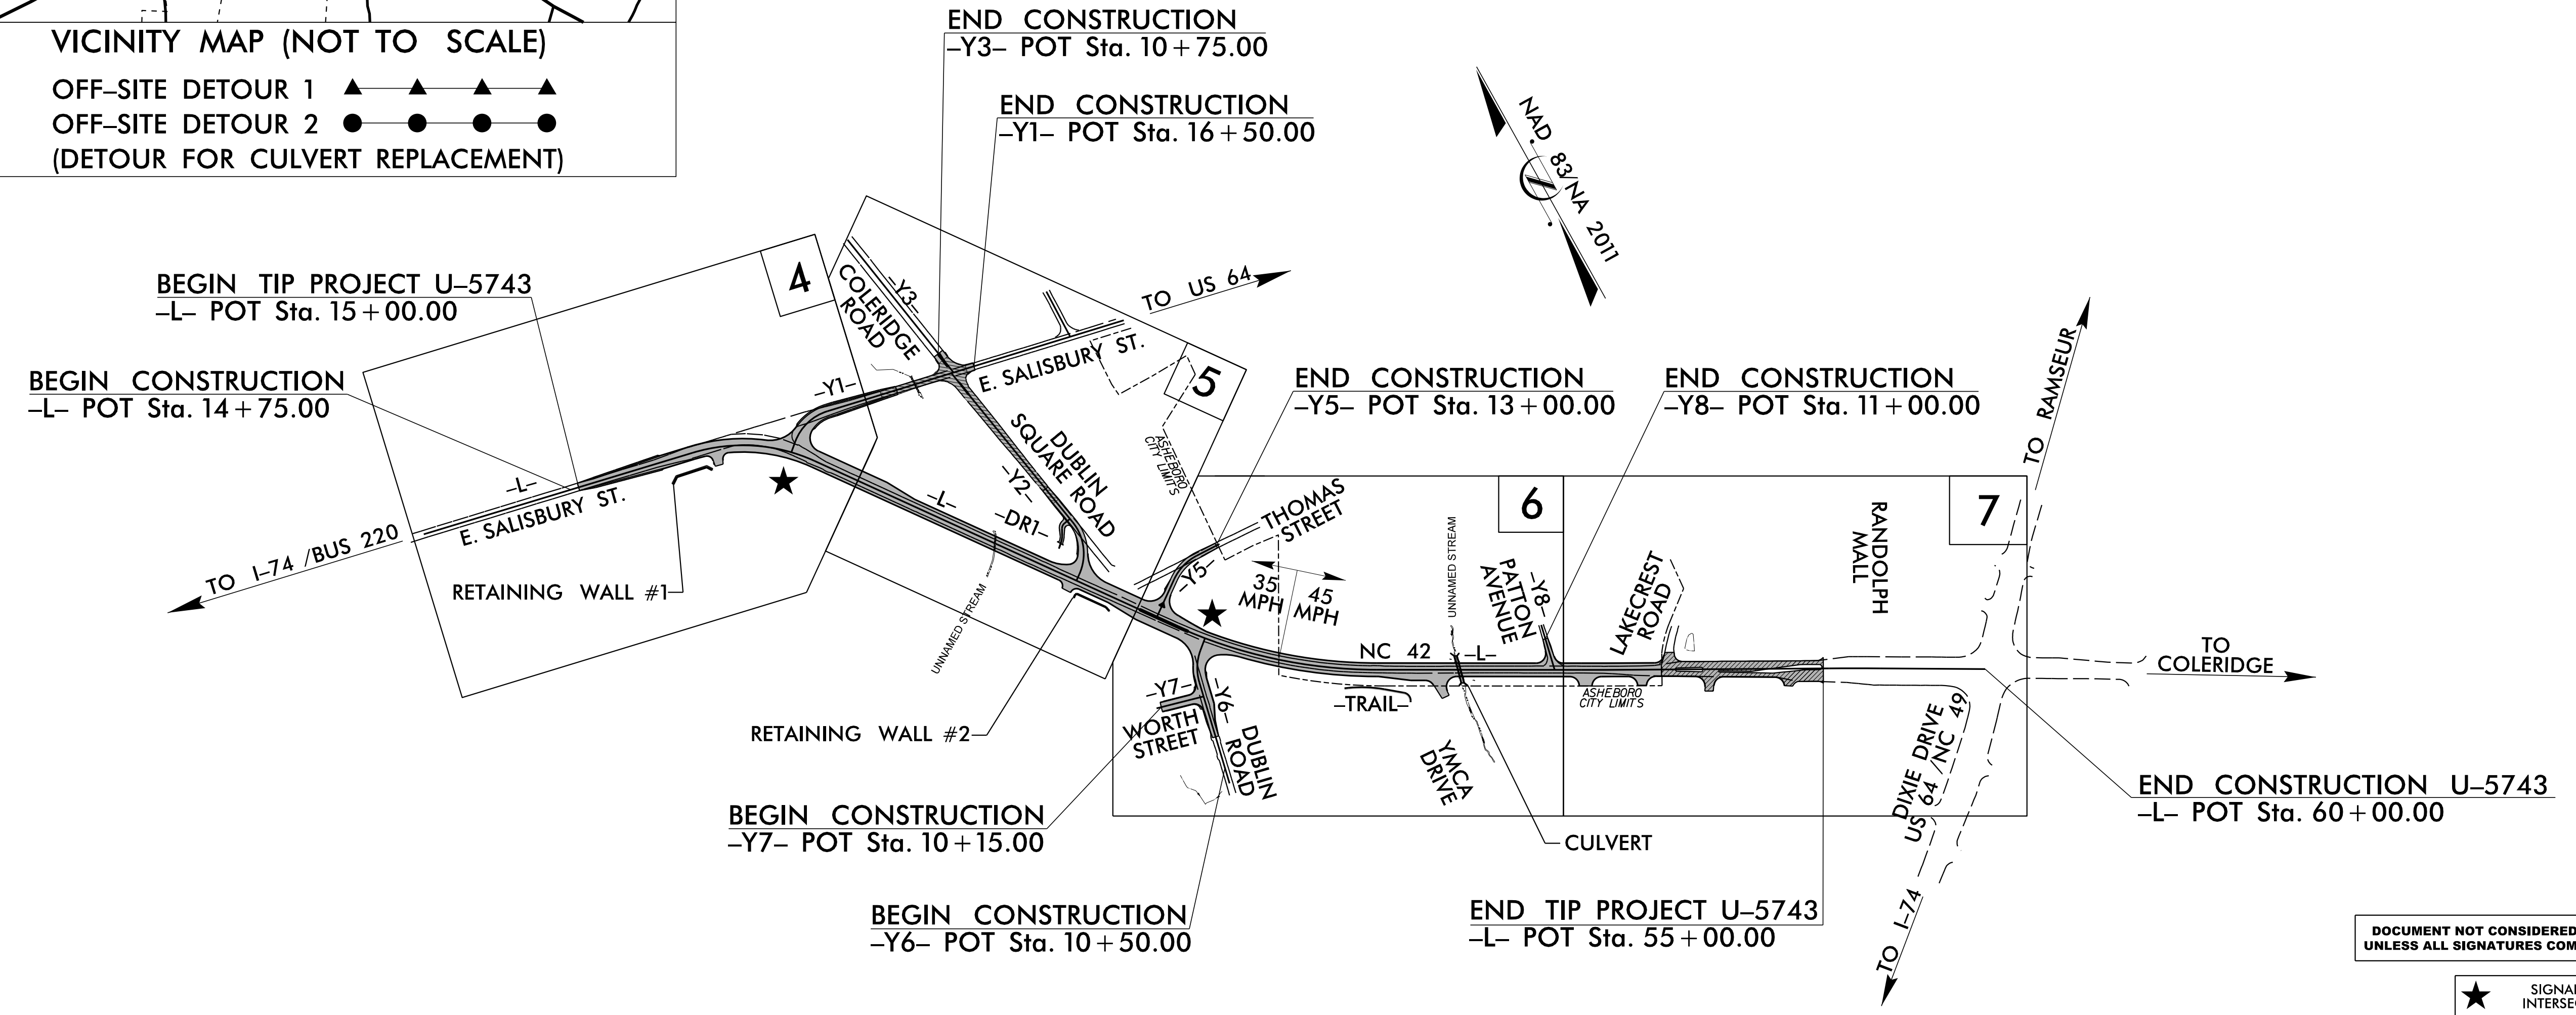 VICINITY MAP (NOT TO SCALE)
OFF–SITE DETOUR 1
OFF–SITE DETOUR 2
(DETOUR FOR CULVERT REPLACEMENT)
END CONSTRUCTION
–Y3– POT Sta. 10+75.00
END CONSTRUCTION
–Y1– POT Sta. 16+50.00
NAD 83/NA 2011
BEGIN TIP PROJECT U–5743
–L– POT Sta. 15+00.00
BEGIN CONSTRUCTION
–L– POT Sta. 14+75.00
4
COLERIDGE
ROAD
–Y3–
TO US 64
E. SALISBURY ST.
5
–Y1–
–L–
E. SALISBURY ST.
TO I–74 /BUS 220
RETAINING WALL #1
DUBLIN
SQUARE ROAD
–Y2–
–DR1–
–L–
ASHEBORO
CITY LIMITS
UNNAMED STREAM
END CONSTRUCTION
–Y5– POT Sta. 13+00.00
END CONSTRUCTION
–Y8– POT Sta. 11+00.00
THOMAS
STREET
–Y5–
35
MPH
45
MPH
6
7
UNNAMED STREAM
PATTON
AVENUE
–Y8–
LAKECREST
ROAD
RANDOLPH
MALL
TO RAMSEUR
NC 42
–L–
TO
COLERIDGE
–TRAIL–
ASHEBORO
CITY LIMITS
–Y7–
–Y6–
WORTH
STREET
DUBLIN
ROAD
YMCA
DRIVE
RETAINING WALL #2
DIXIE DRIVE
US 64 /NC 49
CULVERT
BEGIN CONSTRUCTION
–Y7– POT Sta. 10+15.00
BEGIN CONSTRUCTION
–Y6– POT Sta. 10+50.00
END TIP PROJECT U–5743
–L– POT Sta. 55+00.00
END CONSTRUCTION U–5743
–L– POT Sta. 60+00.00
TO I–74
DOCUMENT NOT CONSIDERED
UNLESS ALL SIGNATURES COM
SIGNA
INTERSE